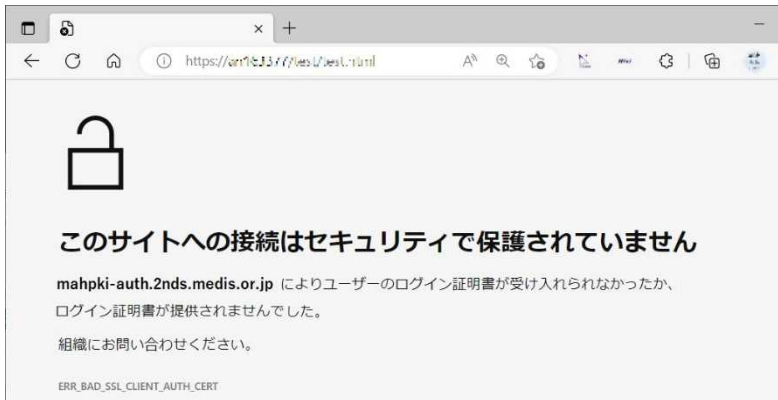 https://
このサイトへの接続はセキュリティで保護されていません
mahpki-auth.2nds.medis.or.jp によりユーザーのログイン証明書が受け入れられなかったか、
ログイン証明書が提供されませんでした。
組織にお問い合わせください。
ERR_BAD_SSL_CLIENT_AUTH_CERT